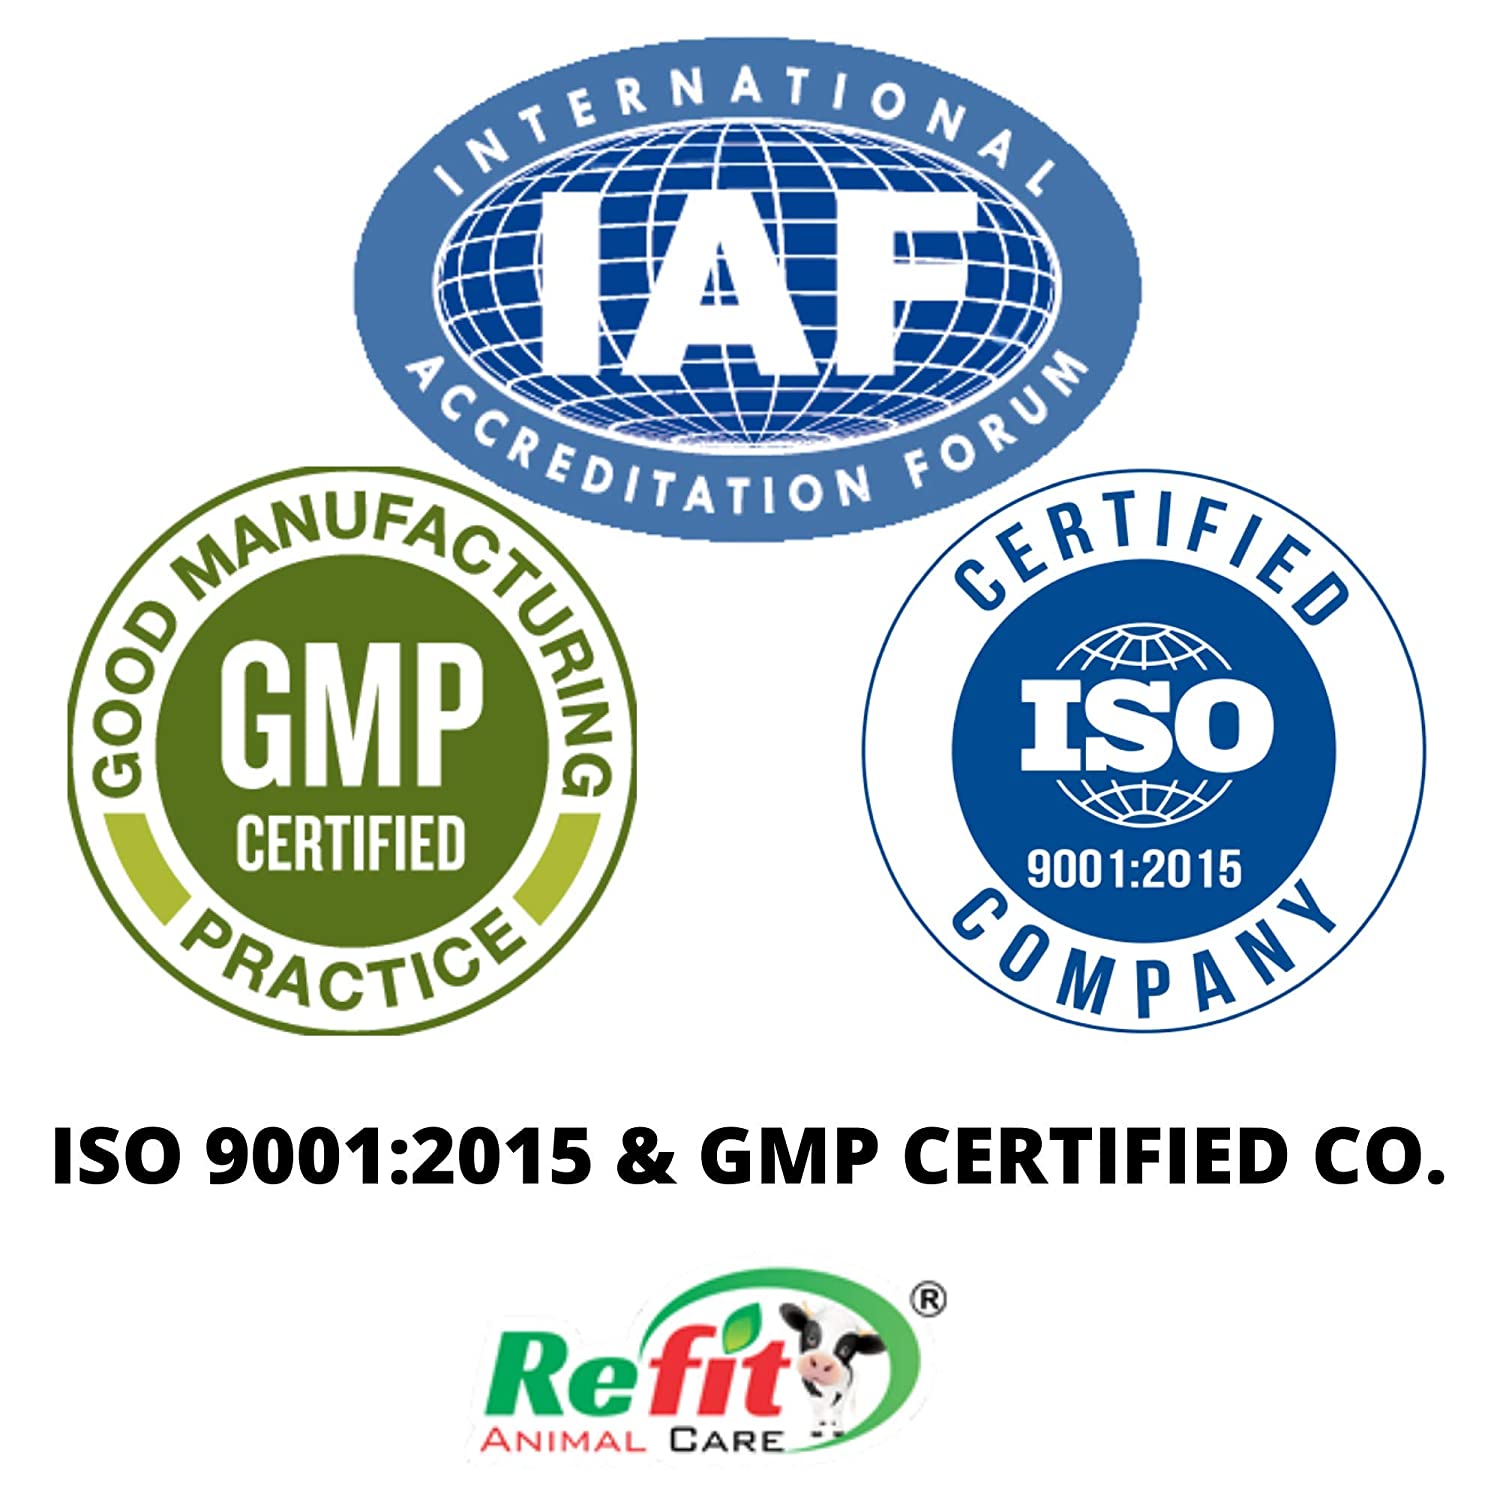 INTERNATIONAL
IAF
ACCREDITATION FORUM
GOOD MANUFACTURING
GMP
CERTIFIED
PRACTICE
CERTIFIED
ISO
9001:2015
COMPANY
ISO 9001:2015 & GMP CERTIFIED CO.
Refit ®
ANIMAL CARE